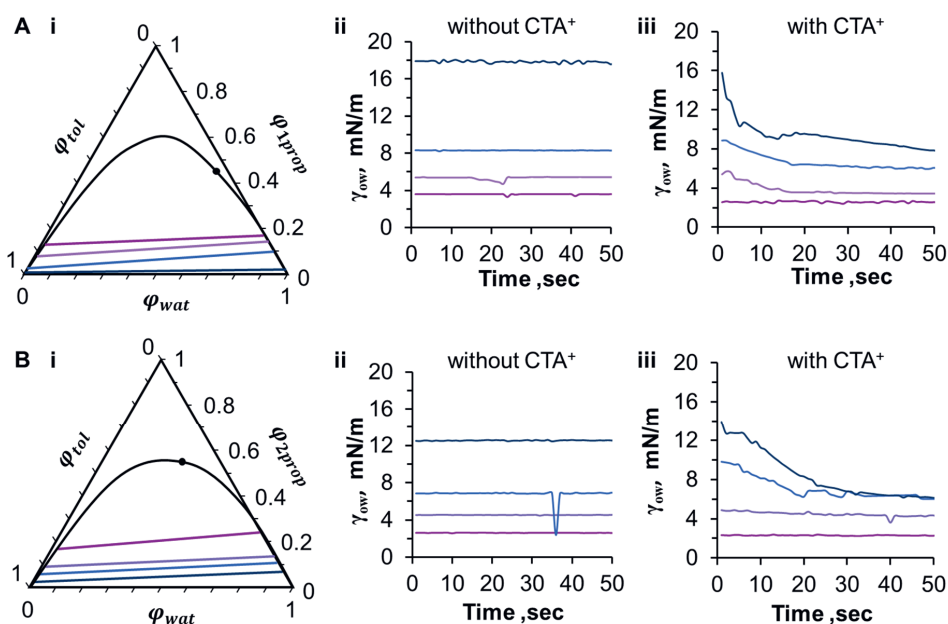 A i
0
1
0.8
0.6
0.4
0.2
0
φtol
φ1prop
1
0
φwat
1
ii
without CTA+
20
16
12
8
4
0
γow, mN/m
0 10 20 30 40 50
Time ,sec
iii
with CTA+
20
16
12
8
4
0
γow, mN/m
0 10 20 30 40 50
Time ,sec
B i
0
1
0.8
0.6
0.4
0.2
0
φtol
φ2prop
1
0
φwat
1
ii
without CTA+
20
16
12
8
4
0
γow, mN/m
0 10 20 30 40 50
Time ,sec
iii
with CTA+
20
16
12
8
4
0
γow, mN/m
0 10 20 30 40 50
Time ,sec